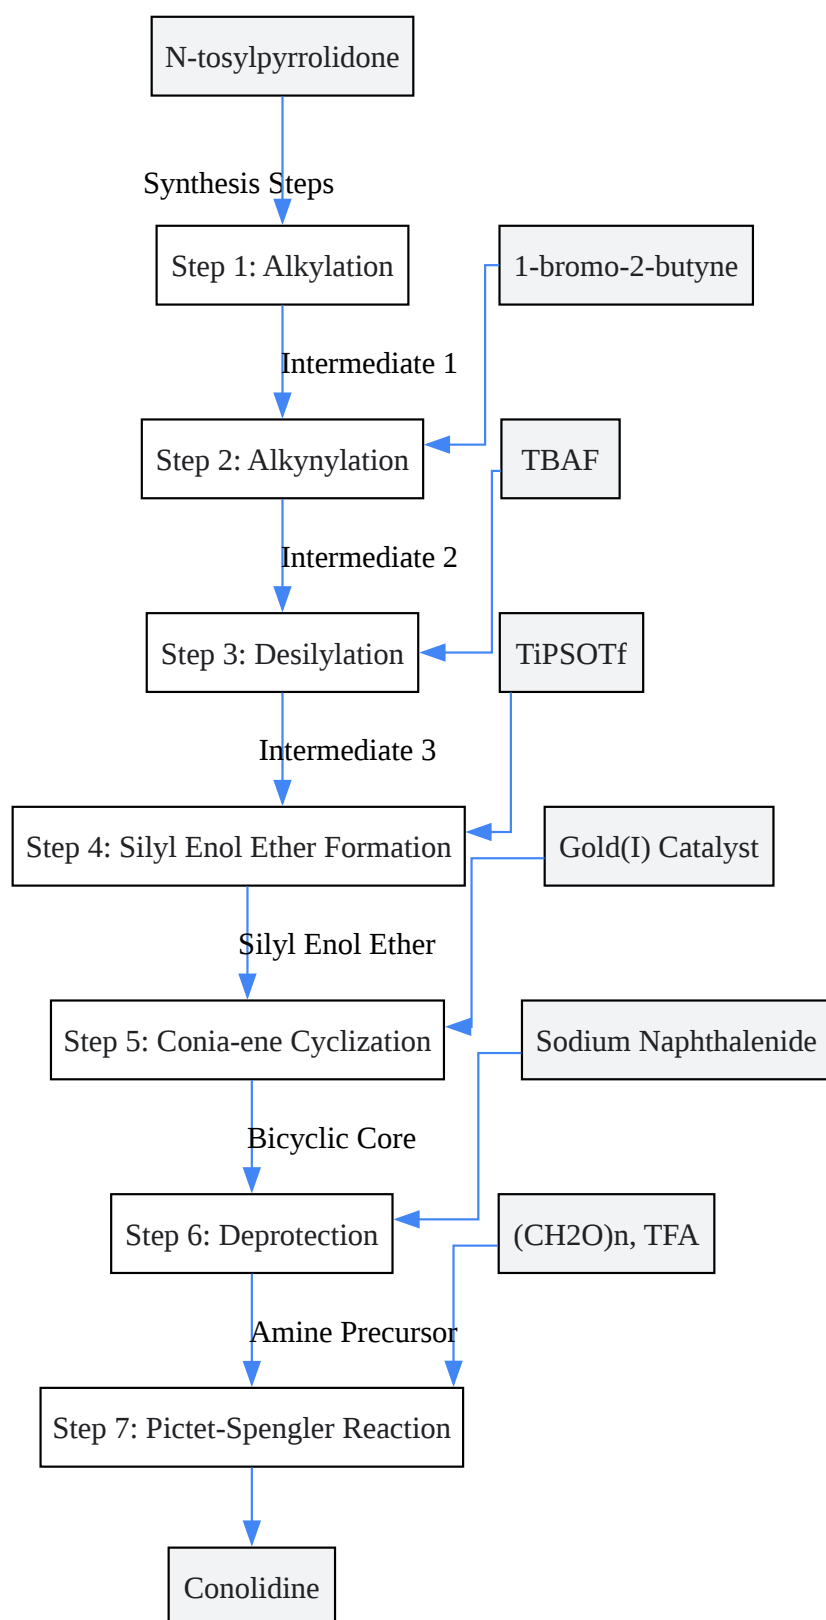 N-tosylpyrrolidone
Synthesis Steps
Step 1: Alkylation
1-bromo-2-butyne
Intermediate 1
Step 2: Alkynylation
TBAF
Intermediate 2
Step 3: Desilylation
TiPSOTf
Intermediate 3
Step 4: Silyl Enol Ether Formation
Gold(I) Catalyst
Silyl Enol Ether
Step 5: Conia-ene Cyclization
Sodium Naphthalenide
Bicyclic Core
Step 6: Deprotection
(CH2O)n, TFA
Amine Precursor
Step 7: Pictet-Spengler Reaction
Conolidine